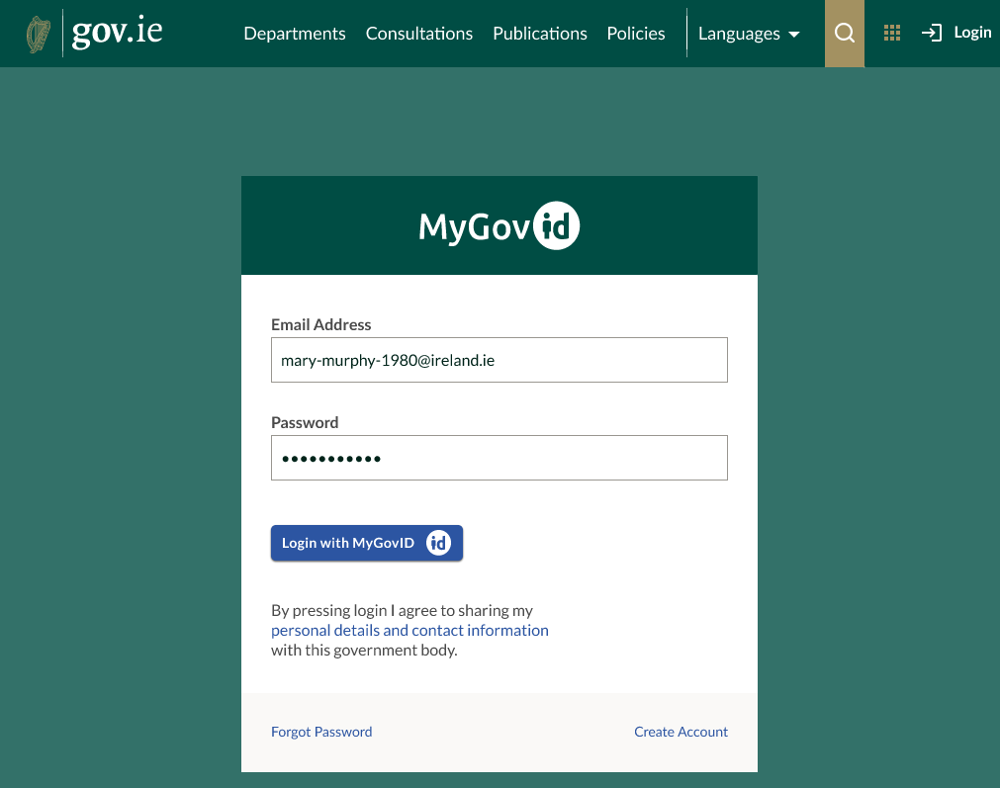 gov.ie
Departments Consultations Publications Policies Languages Login
MyGovid
Email Address
mary-murphy-1980@ireland.ie
Password
•••••••••••
Login with MyGovID id
By pressing login I agree to sharing my
personal details and contact information
with this government body.
Forgot Password Create Account